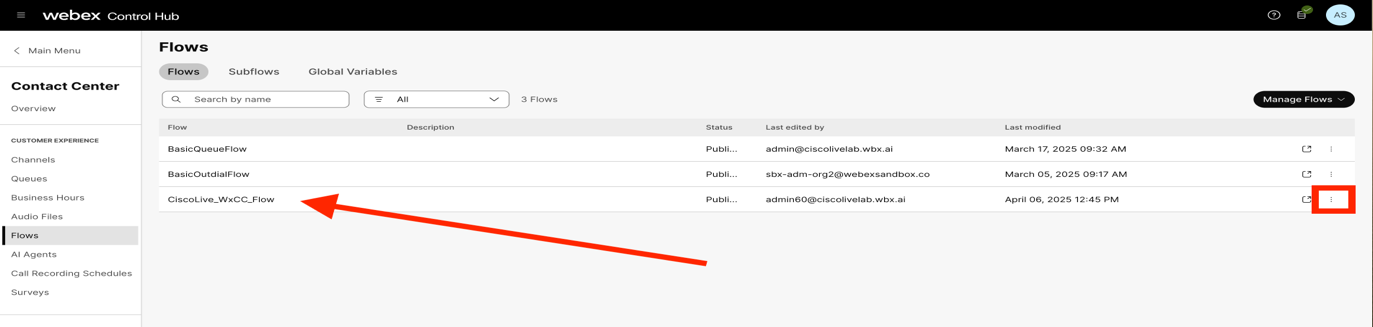 webex Control Hub
AS
Main Menu
Contact Center
Overview
CUSTOMER EXPERIENCE
Channels
Queues
Business Hours
Audio Files
Flows
AI Agents
Call Recording Schedules
Surveys
Flows
Flows Subflows Global Variables
Search by name All 3 Flows Manage Flows
Flow Description Status Last edited by Last modified
BasicQueueFlow Publi... admin@ciscolivelab.wbx.ai March 17, 2025 09:32 AM
BasicOutdialFlow Publi... sbx-adm-org2@webexsandbox.co March 05, 2025 09:17 AM
CiscoLive_WxCC_Flow Publi... admin60@ciscolivelab.wbx.ai April 06, 2025 12:45 PM